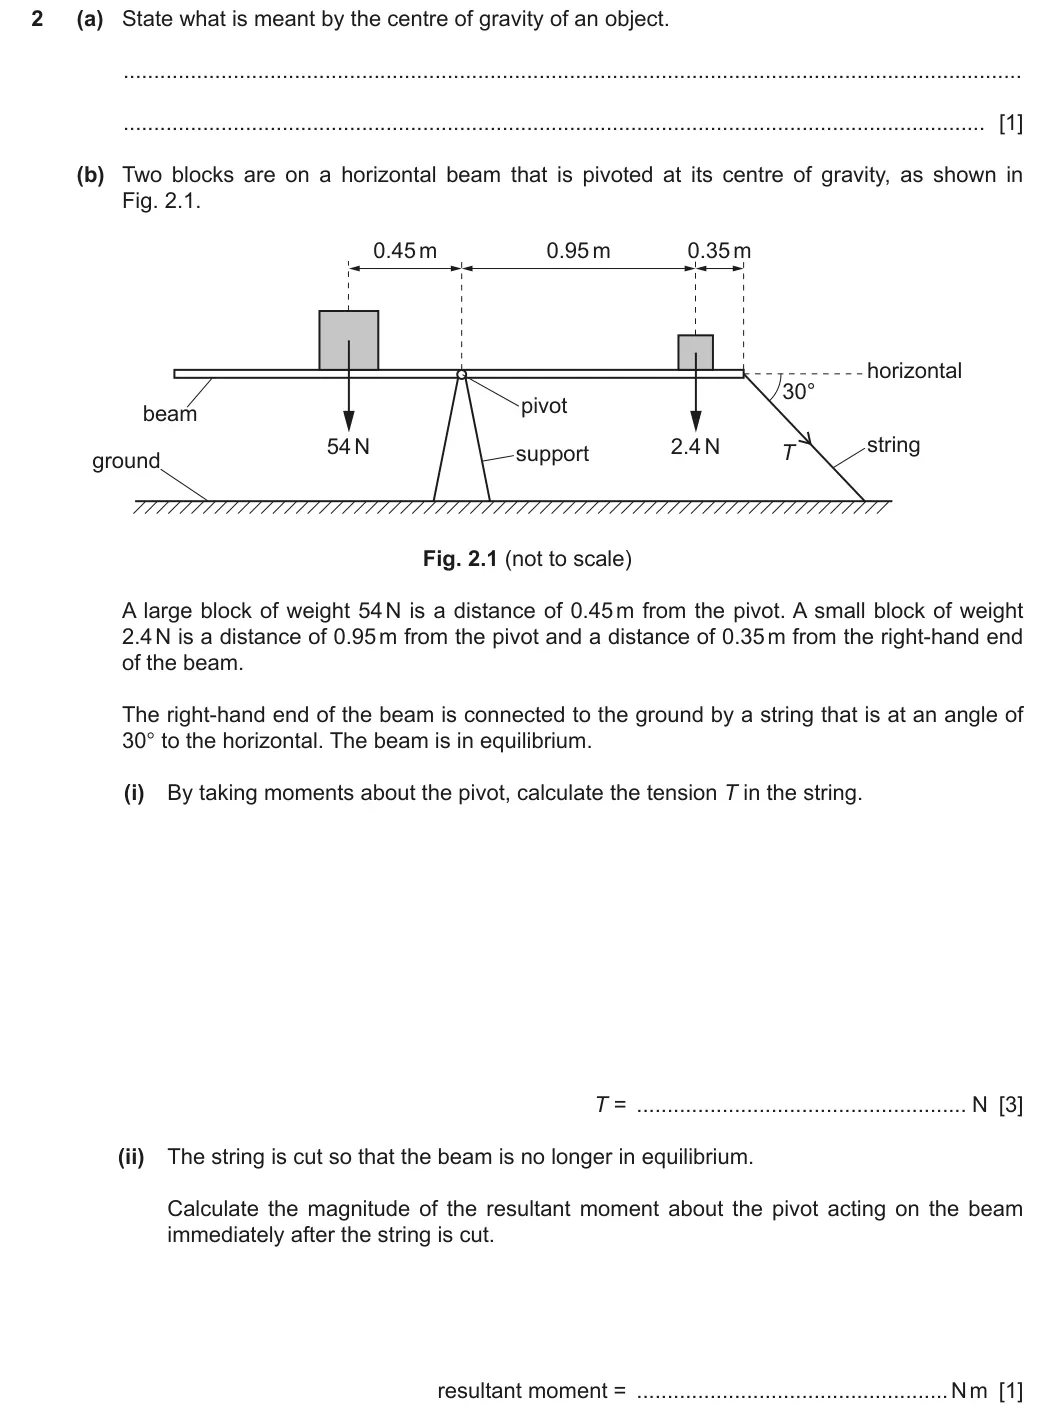 2 (a) State what is meant by the centre of gravity of an object.
........................................................................................................................................................
.................................................................................................................................................. [1]
(b) Two blocks are on a horizontal beam that is pivoted at its centre of gravity, as shown in
Fig. 2.1.
0.45 m 0.95 m 0.35 m
horizontal
30°
beam
pivot
54 N
2.4 N
T
string
support
ground
Fig. 2.1 (not to scale)
A large block of weight 54 N is a distance of 0.45 m from the pivot. A small block of weight
2.4 N is a distance of 0.95 m from the pivot and a distance of 0.35 m from the right-hand end
of the beam.
The right-hand end of the beam is connected to the ground by a string that is at an angle of
30° to the horizontal. The beam is in equilibrium.
(i) By taking moments about the pivot, calculate the tension T in the string.
T = ...................................................... N [3]
(ii) The string is cut so that the beam is no longer in equilibrium.
Calculate the magnitude of the resultant moment about the pivot acting on the beam
immediately after the string is cut.
resultant moment = ................................................... N m [1]